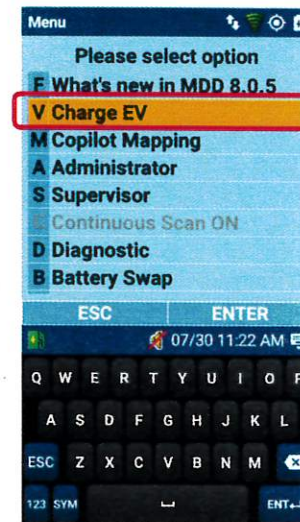 Menu
Please select option
F What's new in MDD 8.0.5
V Charge EV
M Copilot Mapping
A Administrator
S Supervisor
Continuous Scan ON
D Diagnostic
B Battery Swap
ESC ENTER
07/30 11:22 AM
Q W E R T Y U I O P
A S D F G H J K L
ESC Z X C V B N M
123 SYM ENT